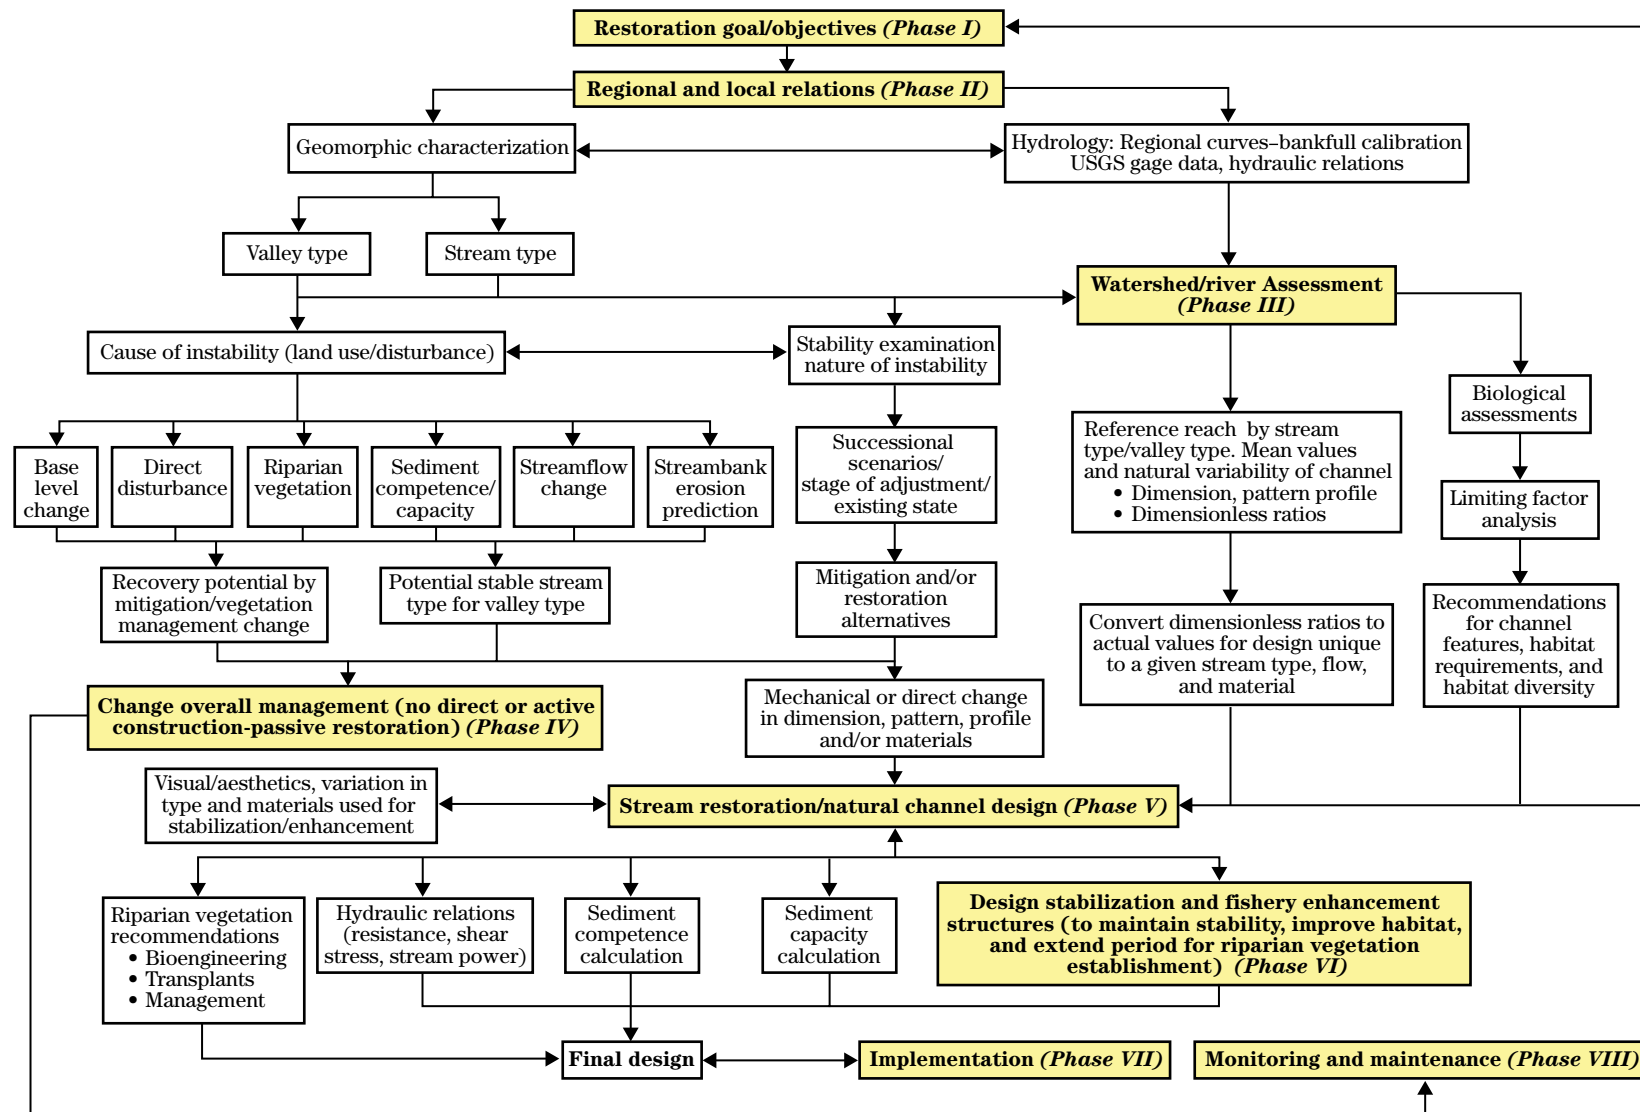 Restoration goal/objectives (Phase I)
Regional and local relations (Phase II)
Geomorphic characterization
Hydrology: Regional curves–bankfull calibration
USGS gage data, hydraulic relations
Valley type
Stream type
Watershed/river Assessment
(Phase III)
Cause of instability (land use/disturbance)
Stability examination
nature of instability
Biological
assessments
Base
level
change
Direct
disturbance
Riparian
vegetation
Sediment
competence/
capacity
Streamflow
change
Streambank
erosion
prediction
Successional
scenarios/
stage of adjustment/
existing state
Reference reach by stream
type/valley type. Mean values
and natural variability of channel
• Dimension, pattern profile
• Dimensionless ratios
Limiting factor
analysis
Recovery potential by
mitigation/vegetation
management change
Potential stable stream
type for valley type
Mitigation and/or
restoration
alternatives
Convert dimensionless ratios to
actual values for design unique
to a given stream type, flow,
and material
Recommendations
for channel
features, habitat
requirements, and
habitat diversity
Change overall management (no direct or active
construction-passive restoration) (Phase IV)
Mechanical or direct change
in dimension, pattern, profile
and/or materials
Visual/aesthetics, variation in
type and materials used for
stabilization/enhancement
Stream restoration/natural channel design (Phase V)
Riparian vegetation
recommendations
• Bioengineering
• Transplants
• Management
Hydraulic relations
(resistance, shear
stress, stream power)
Sediment
competence
calculation
Sediment
capacity
calculation
Design stabilization and fishery enhancement
structures (to maintain stability, improve habitat,
and extend period for riparian vegetation
establishment) (Phase VI)
Final design
Implementation (Phase VII)
Monitoring and maintenance (Phase VIII)